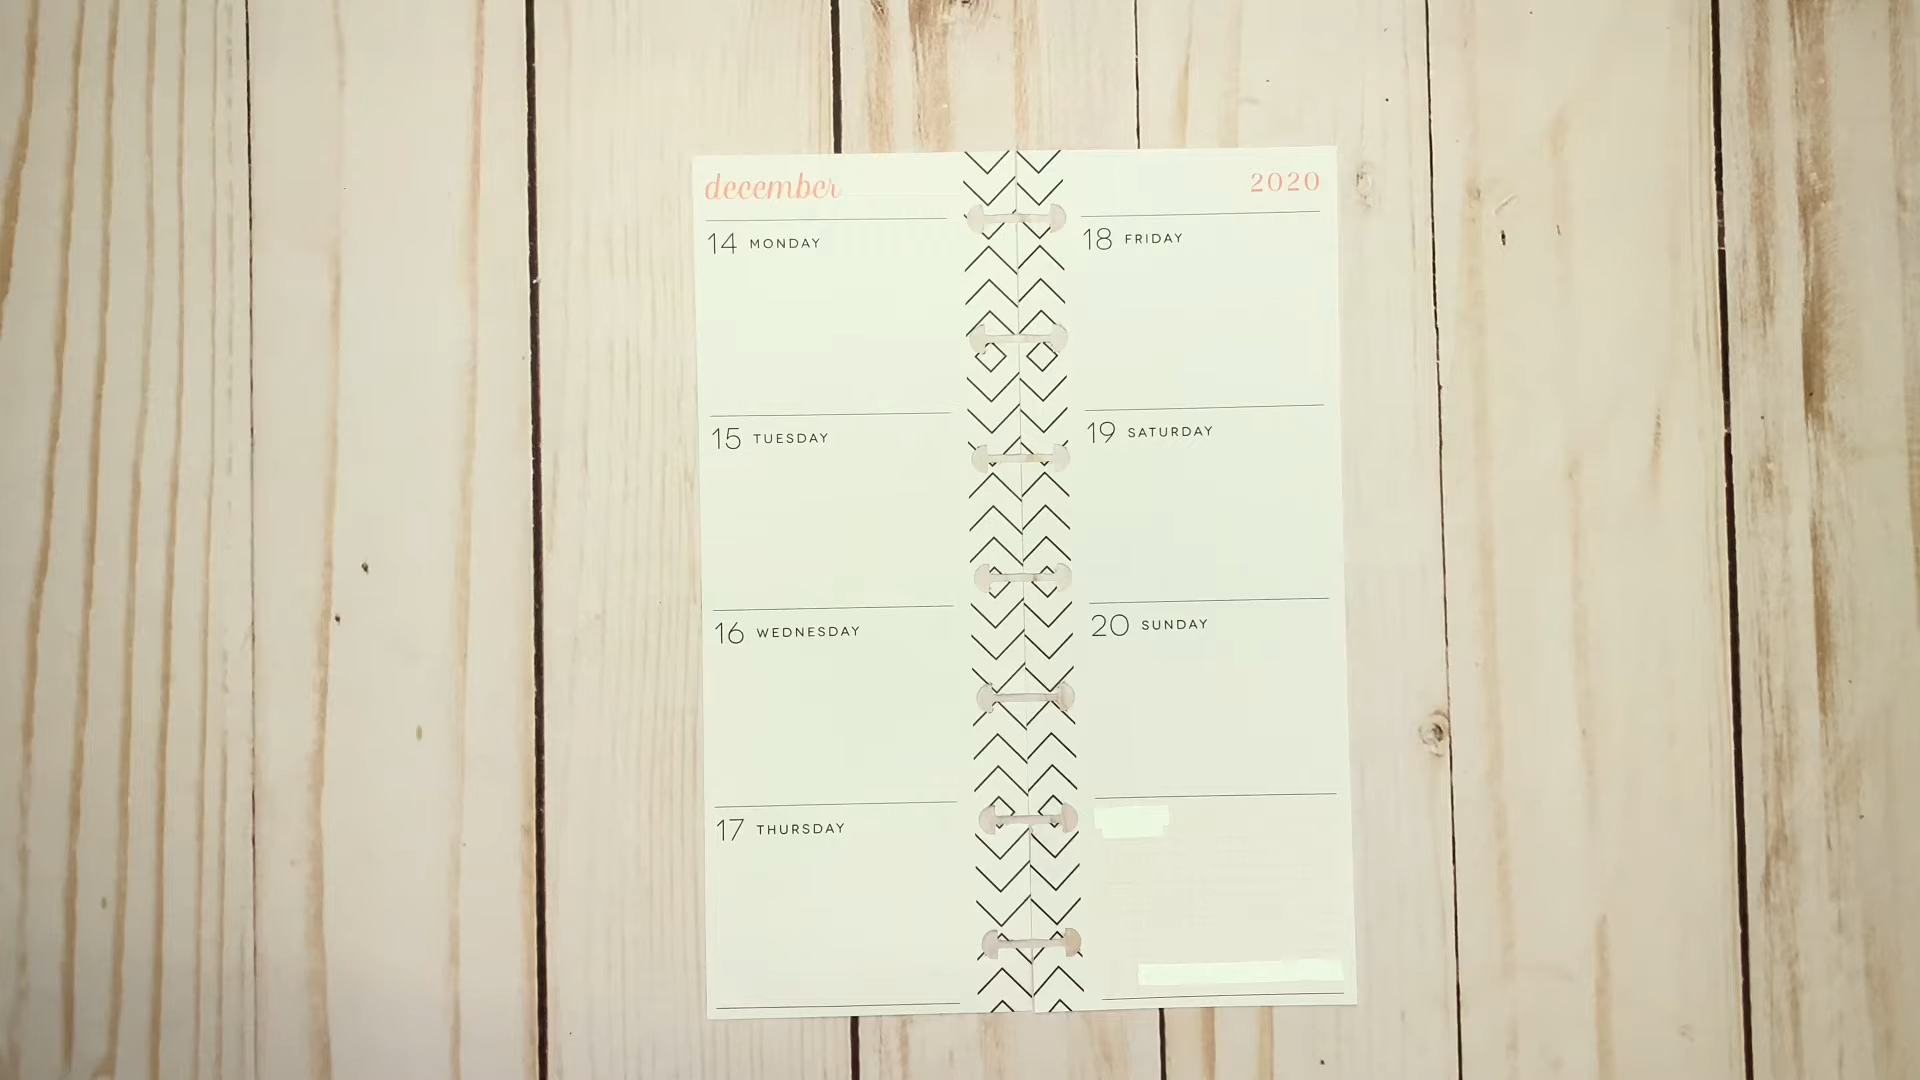 december
14 MONDAY
15 TUESDAY
16 WEDNESDAY
17 THURSDAY
2020
18 FRIDAY
19 SATURDAY
20 SUNDAY